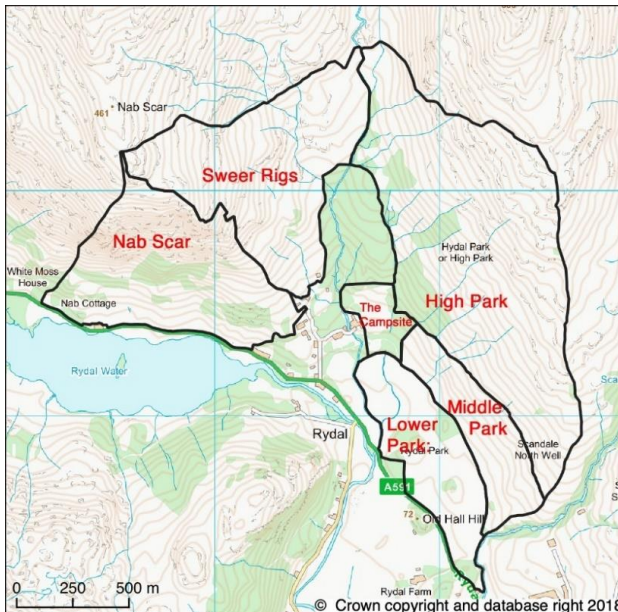 461
Nab Scar
Sweer Rigs
Nab Scar
Hydal Park
or High Park
White Moss
House
Nab Cottage
High Park
The
Campsite
Rydal Water
Middle
Park
Lower
Park:
Rydal
Rydal Park
Scandale
North Well
A591
72
Old Hall Hill
Rydal Farm
0 250 500 m
© Crown copyright and database right 2018